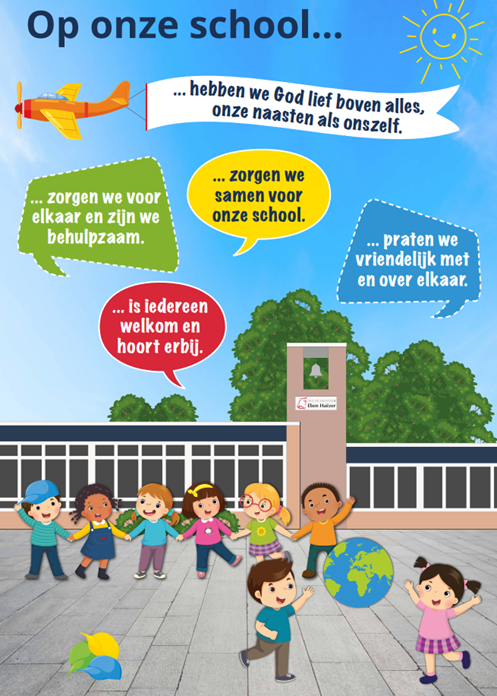 Op onze school...
... hebben we God lief boven alles,
onze naasten als onszelf.
... zorgen we voor
elkaar en zijn we
behulpzaam.
... zorgen we
samen voor
onze school.
... praten we
vriendelijk met
en over elkaar.
... is iedereen
welkom en
hoort erbij.
Eben Haëzer